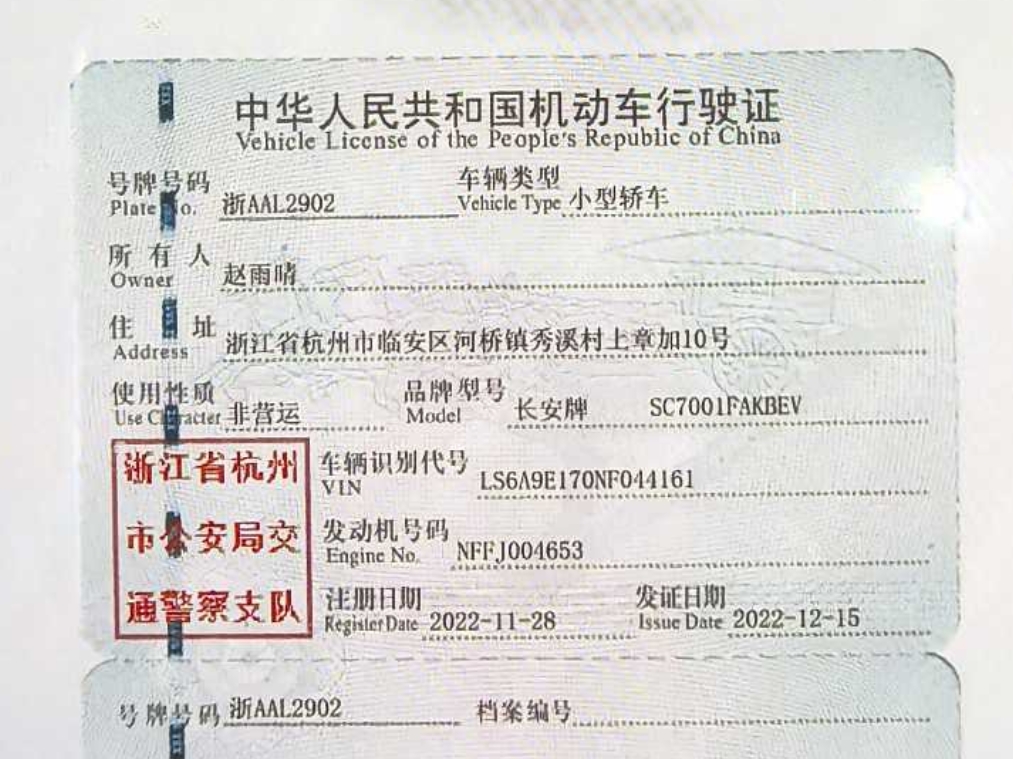 中华人民共和国机动车行驶证
Vehicle License of the People's Republic of China
号牌号码 浙AAL2902 车辆类型 小型轿车
Plate No. Vehicle Type
所有人 赵雨晴
Owner
住址 浙江省杭州市临安区河桥镇秀溪村上章加10号
Address
使用性质 非营运 品牌型号 长安牌 SC7001FAKBEV
Use Character Model
浙江省杭州
市公安局交
通警察支队
车辆识别代号 LS6A9E170NF044161
VIN
发动机号码 NFFJ004653
Engine No.
注册日期 2022-11-28 发证日期 2022-12-15
Register Date Issue Date
号牌号码 浙AAL2902 档案编号